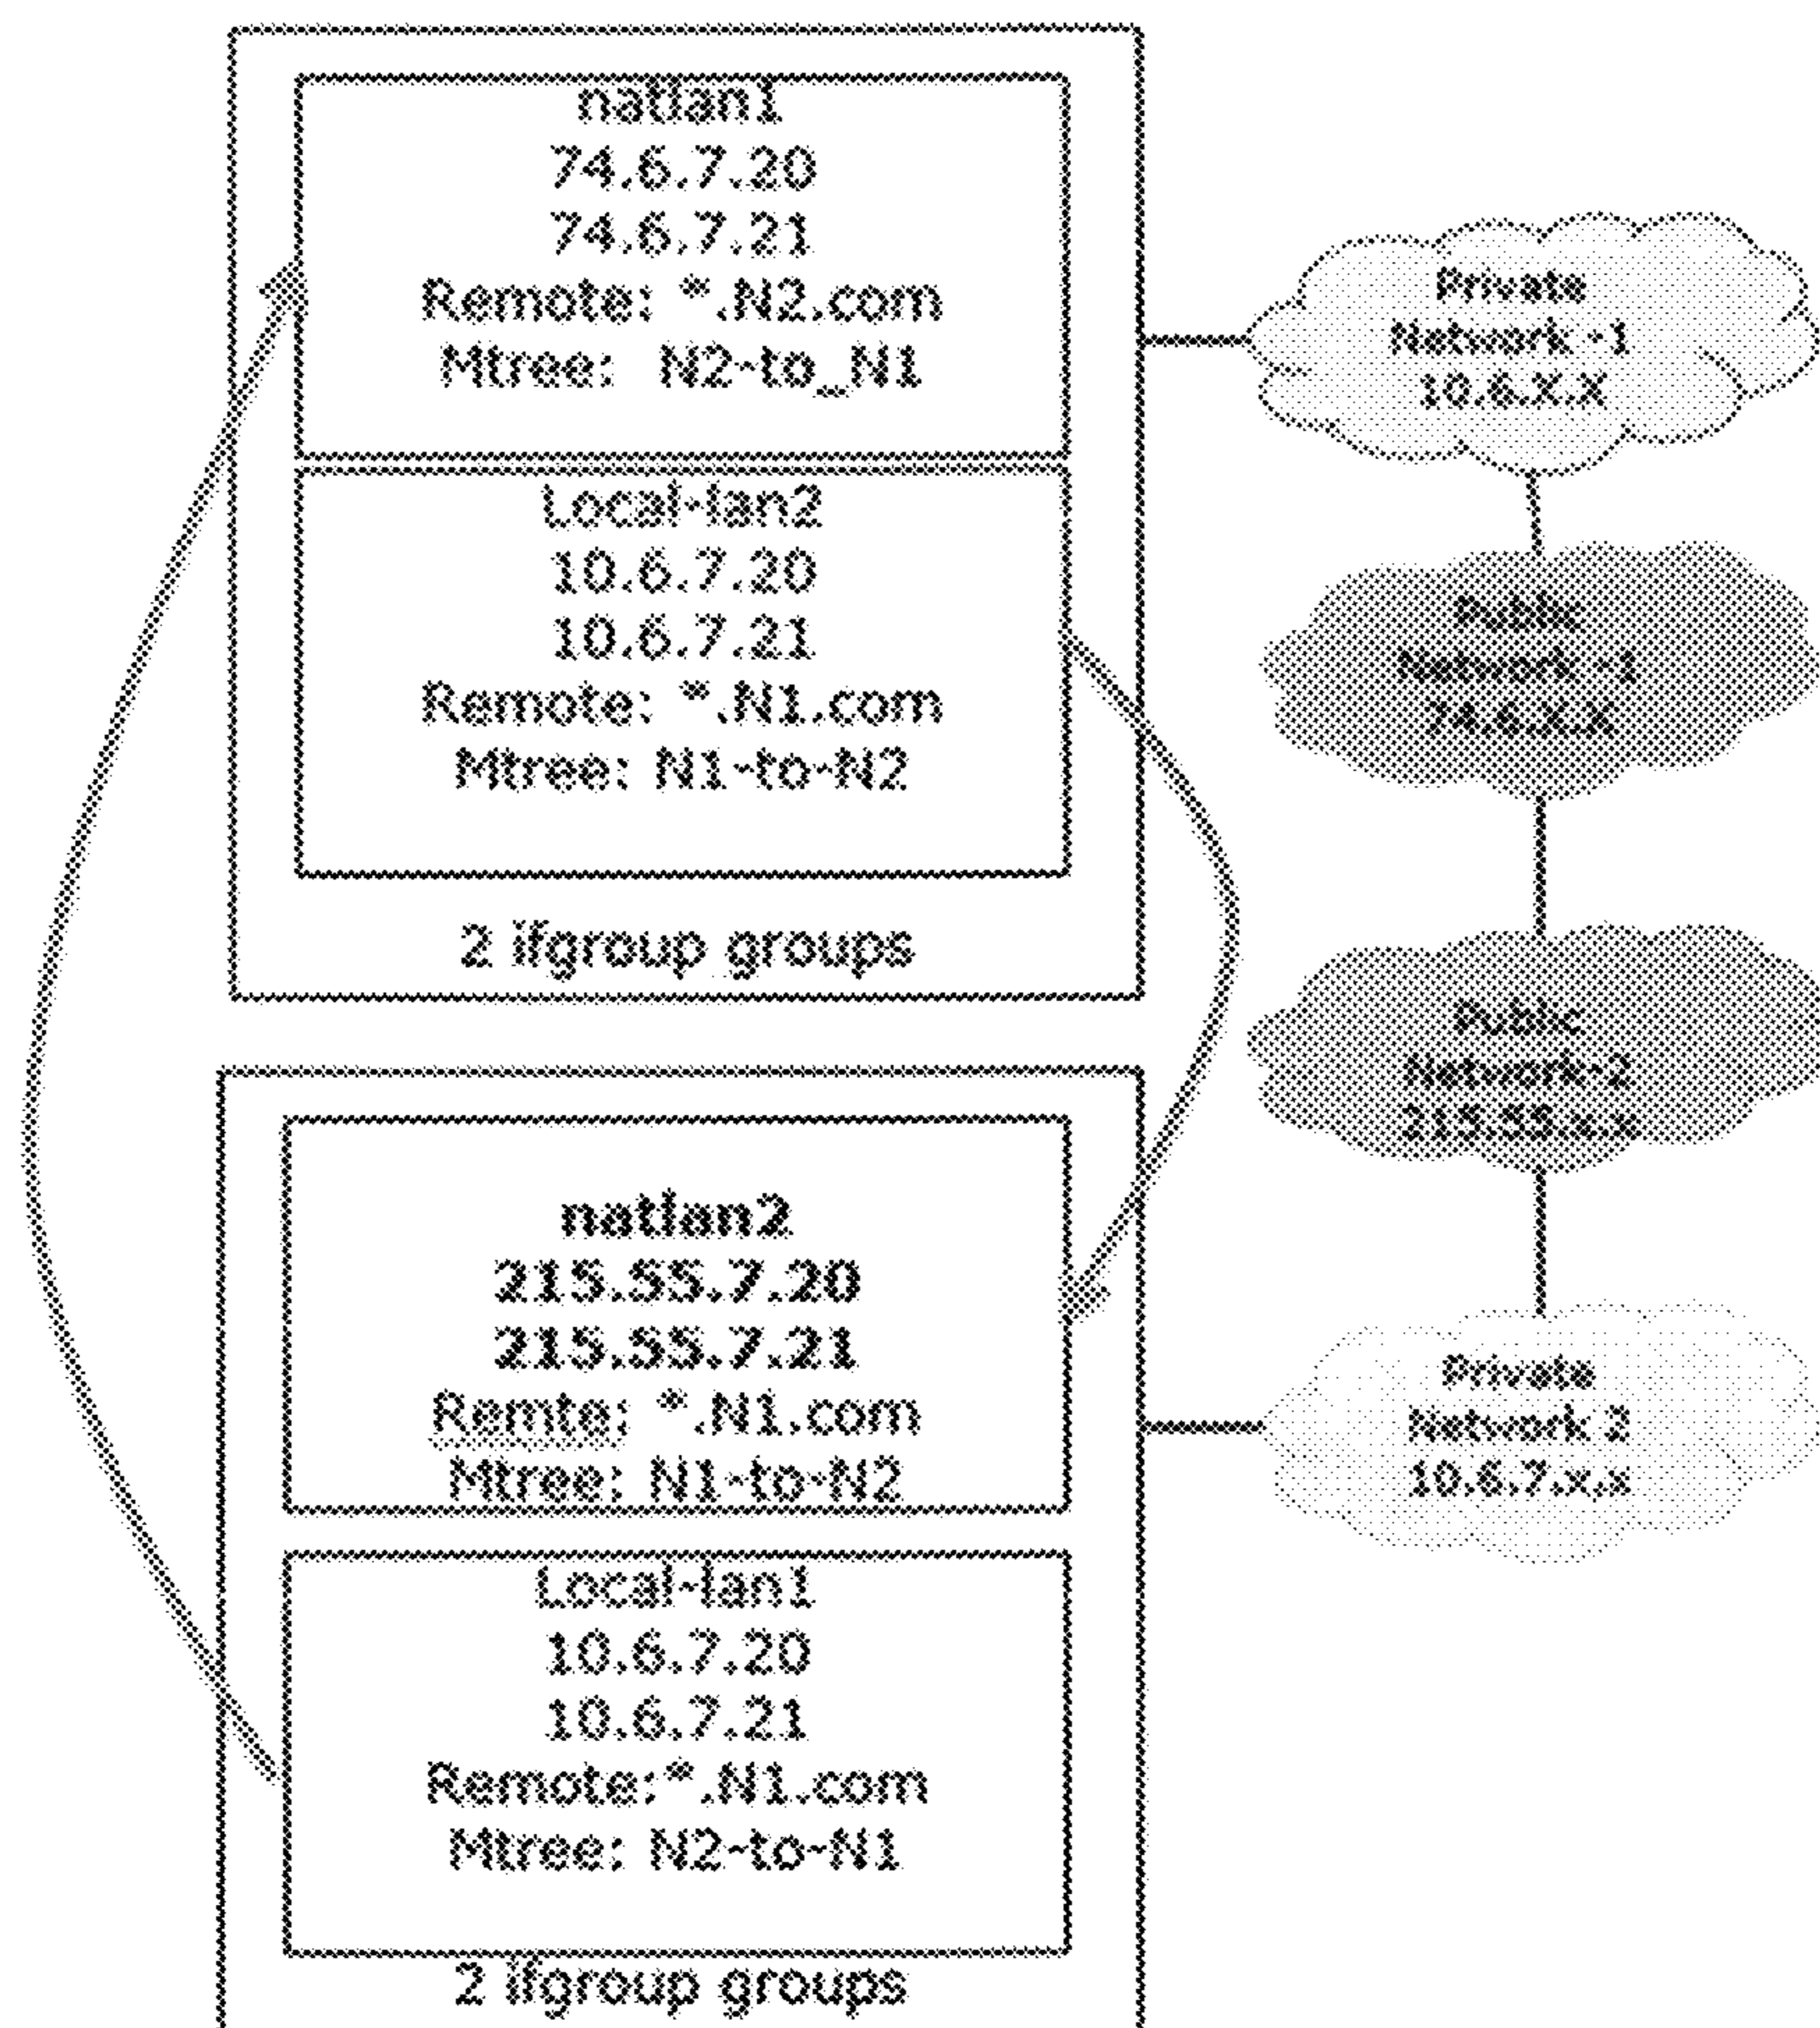 natlan1
74.6.7.20
74.6.7.21
Remote: *.N2.com
Mtree: N2-to_N1
Local-lan2
10.6.7.20
10.6.7.21
Remote: *.N1.com
Mtree: N1-to-N2
2 ifgroup groups
natlan2
215.55.7.20
215.55.7.21
Remte: *.N1.com
Mtree: N1-to-N2
Local-lan1
10.6.7.20
10.6.7.21
Remote:*.N1.com
Mtree: N2-to-N1
2 ifgroup groups
Private
Network -1
10.6.X.X
Public
Network -1
74.6.X.X
Public
Network-2
215.55.x.x
Private
Network 2
10.6.7.x.x